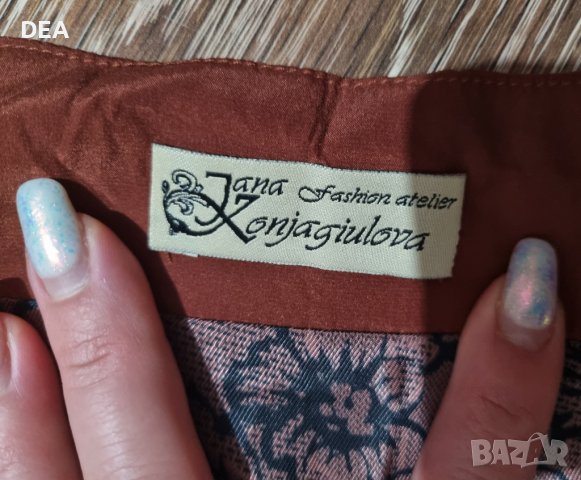 DEA
Jana Fashion atelier
Konjagiulova
BAZAR